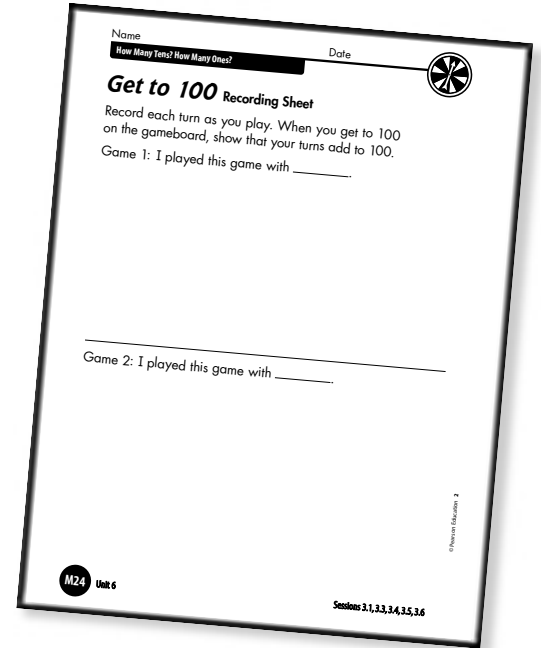 Name
Date
How Many Tens? How Many Ones?
Get to 100 Recording Sheet
Record each turn as you play. When you get to 100
on the gameboard, show that your turns add to 100.
Game 1: I played this game with ________.
Game 2: I played this game with ________.
© Pearson Education 2
M24 Unit 6
Sessions 3.1, 3.3, 3.4, 3.5, 3.6